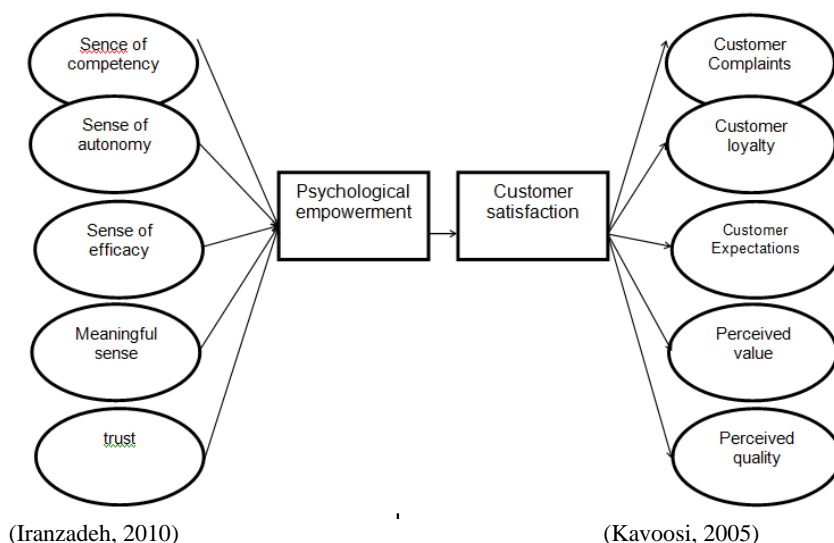 Sence of
competency
Sense of
autonomy
Sense of
efficacy
Meaningful
sense
trust
Psychological
empowerment
Customer
satisfaction
Customer
Complaints
Customer
loyalty
Customer
Expectations
Perceived
value
Perceived
quality
(Iranzadeh, 2010)
(Kavoosi, 2005)